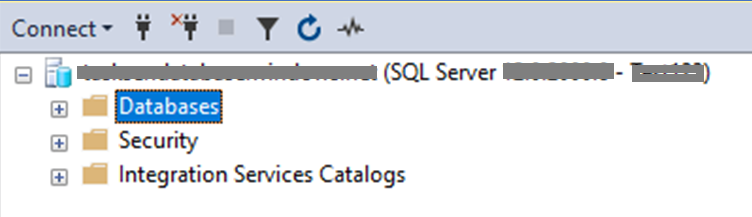 Connect
(SQL Server - )
Databases
Security
Integration Services Catalogs